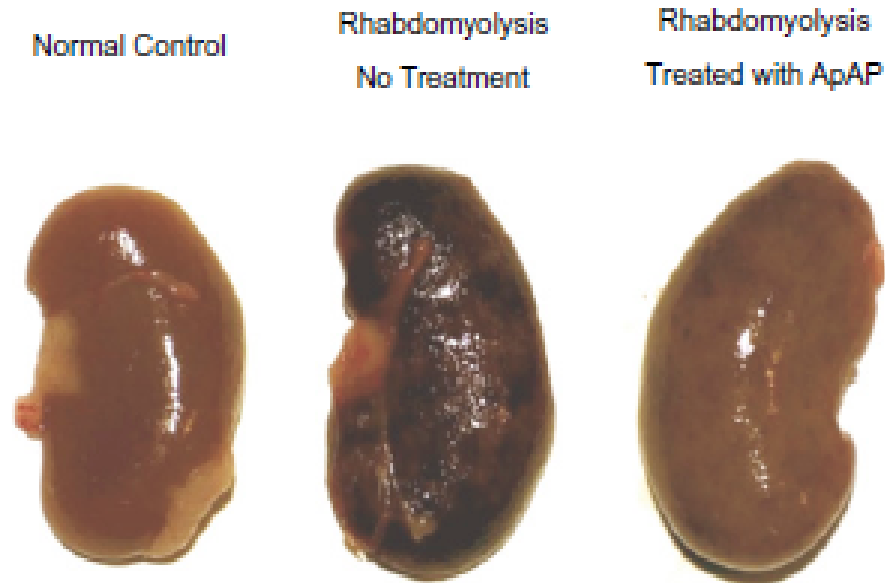 Normal Control
Rhabdomyolysis
No Treatment
Rhabdomyolysis
Treated with ApAP